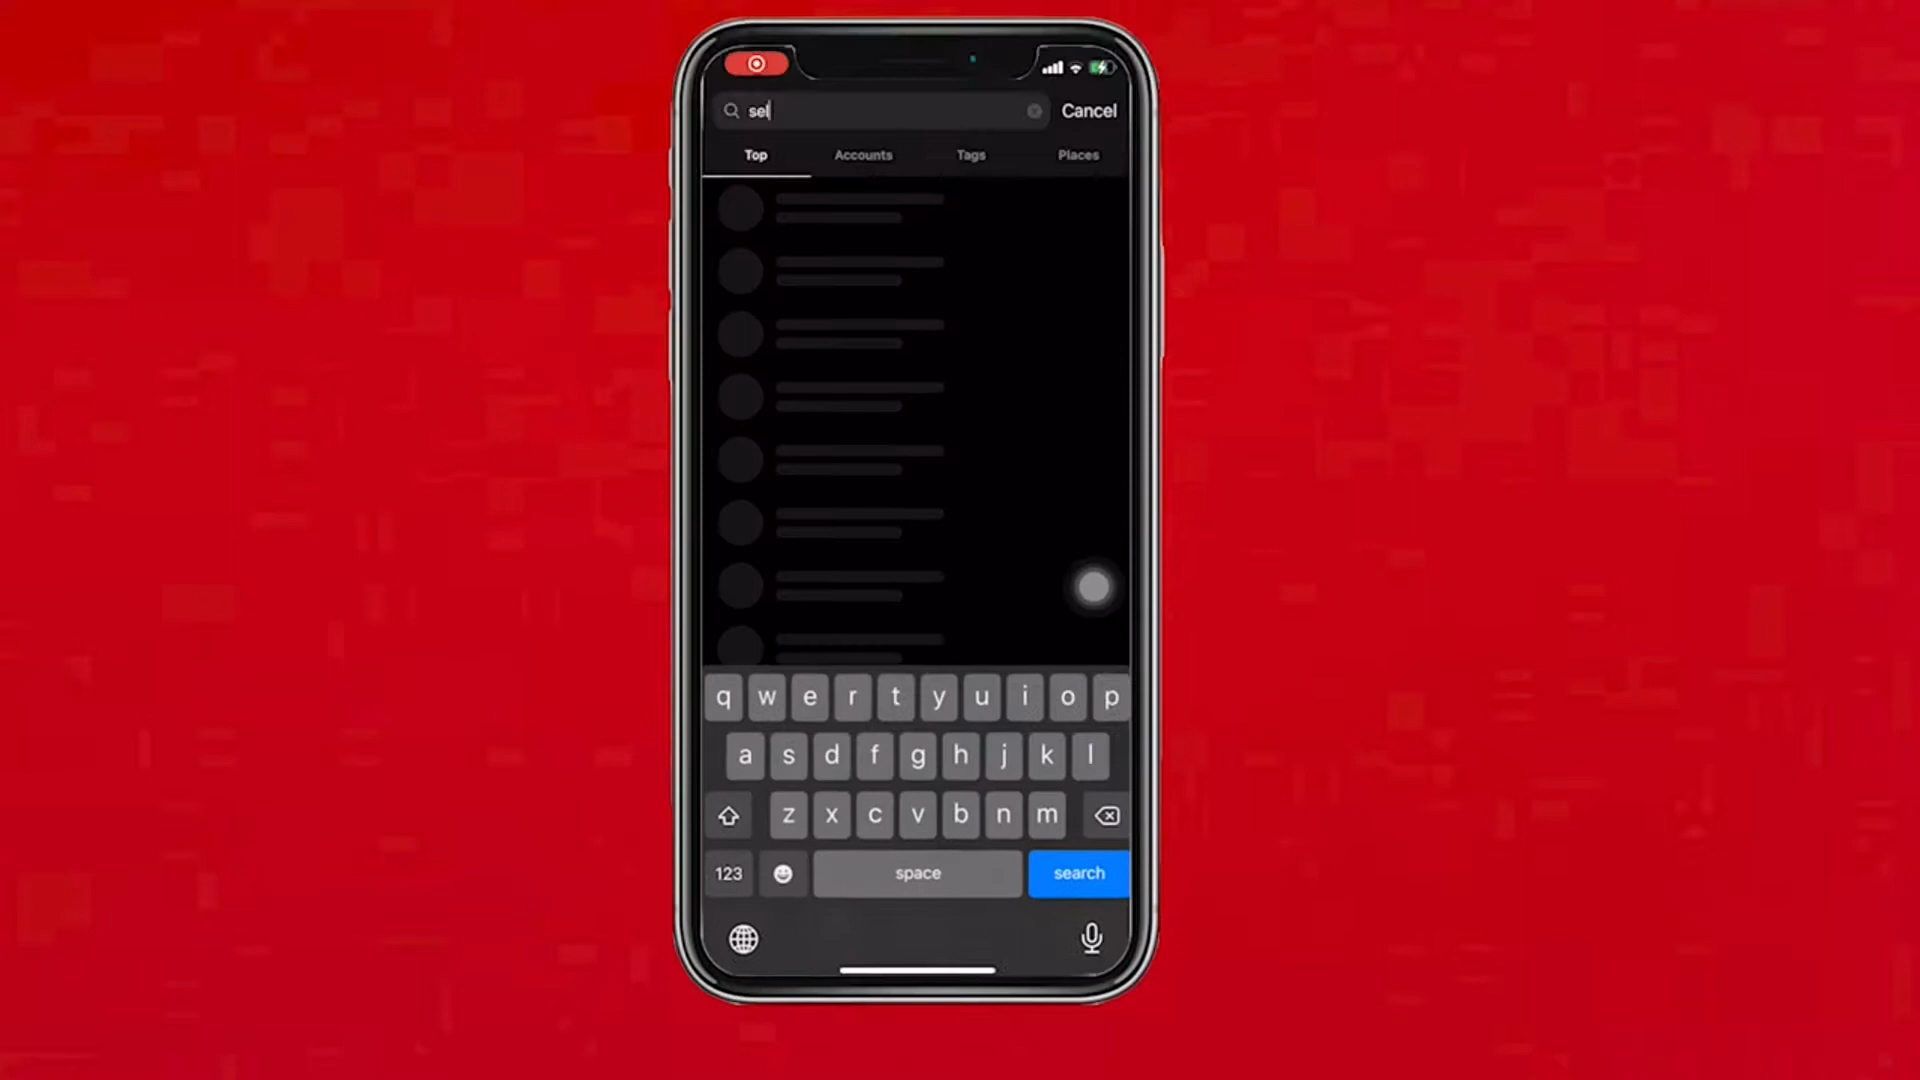 sel
Cancel
Top Accounts Tags Places
q w e r t y u i o p
a s d f g h j k l
z x c v b n m
123 space search